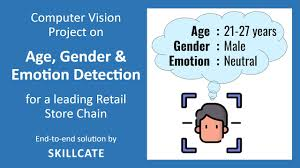 Computer Vision
Project on
Age, Gender &
Emotion Detection
for a leading Retail
Store Chain
End-to-end solution by
SKILLCATE
Age : 21-27 years
Gender : Male
Emotion : Neutral